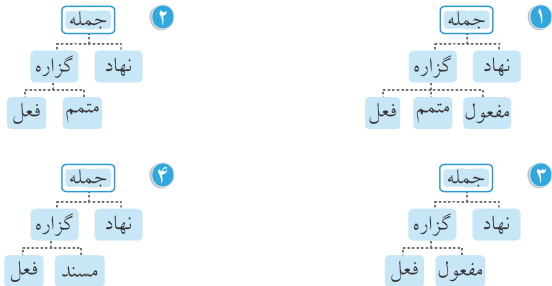 ۱
جمله
نهاد
گزاره
مفعول
متمم
فعل
۲
جمله
نهاد
گزاره
متمم
فعل
۳
جمله
نهاد
گزاره
مفعول
فعل
۴
جمله
نهاد
گزاره
مسند
فعل